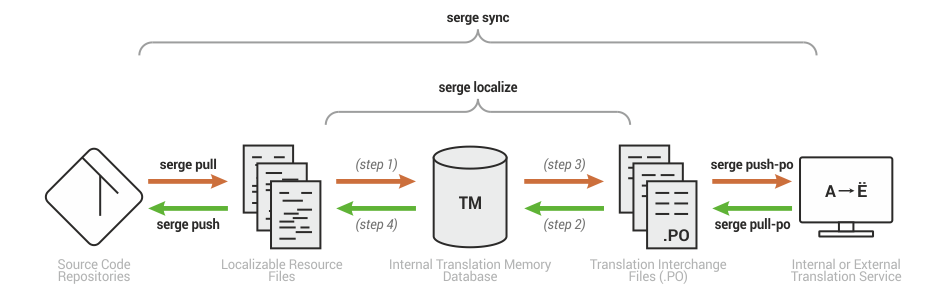 serge sync
serge localize
serge pull
(step 1)
(step 3)
serge push-po
TM
A→Ë
serge push
(step 4)
(step 2)
.PO
serge pull-po
Source Code
Repositories
Localizable Resource
Files
Internal Translation Memory
Database
Translation Interchange
Files (.PO)
Internal or External
Translation Service